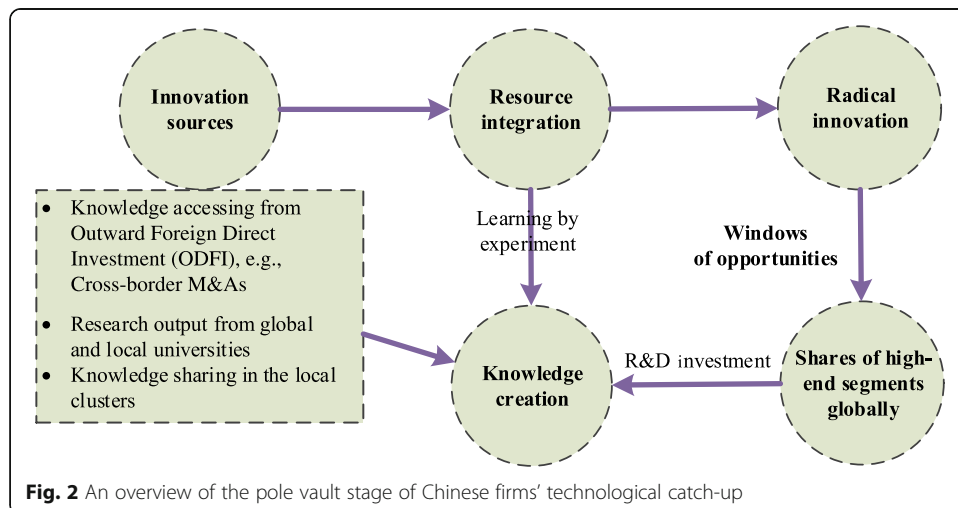 Innovation
sources
Resource
integration
Radical
innovation
• Knowledge accessing from
Outward Foreign Direct
Investment (ODFI), e.g.,
Cross-border M&As
• Research output from global
and local universities
• Knowledge sharing in the local
clusters
Learning by
experiment
Windows
of opportunities
Knowledge
creation
R&D investment
Shares of high-
end segments
globally
Fig. 2 An overview of the pole vault stage of Chinese firms' technological catch-up